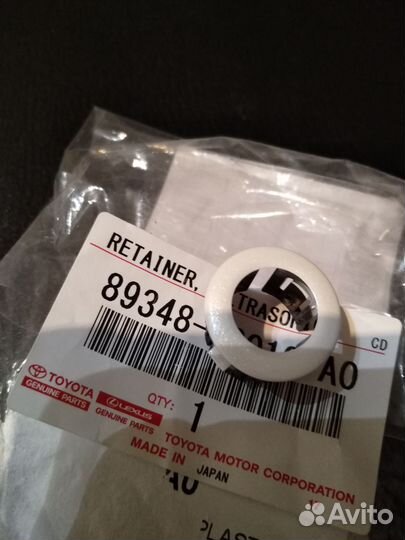 RETAINER,
CD
89348-
A0
TOYOTA
GENUINE PARTS
LEXUS
GENUINE PARTS
QTY:
1
TOYOTA MOTOR CORPORATION
MADE IN JAPAN
A0
Avito